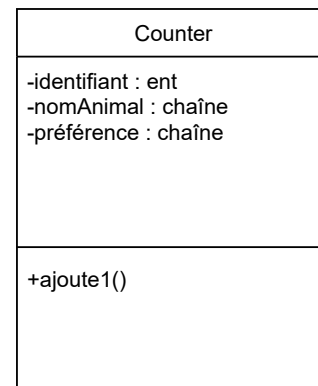 Counter
-identifiant : ent
-nomAnimal : chaîne
-préférence : chaîne
+ajoute1()